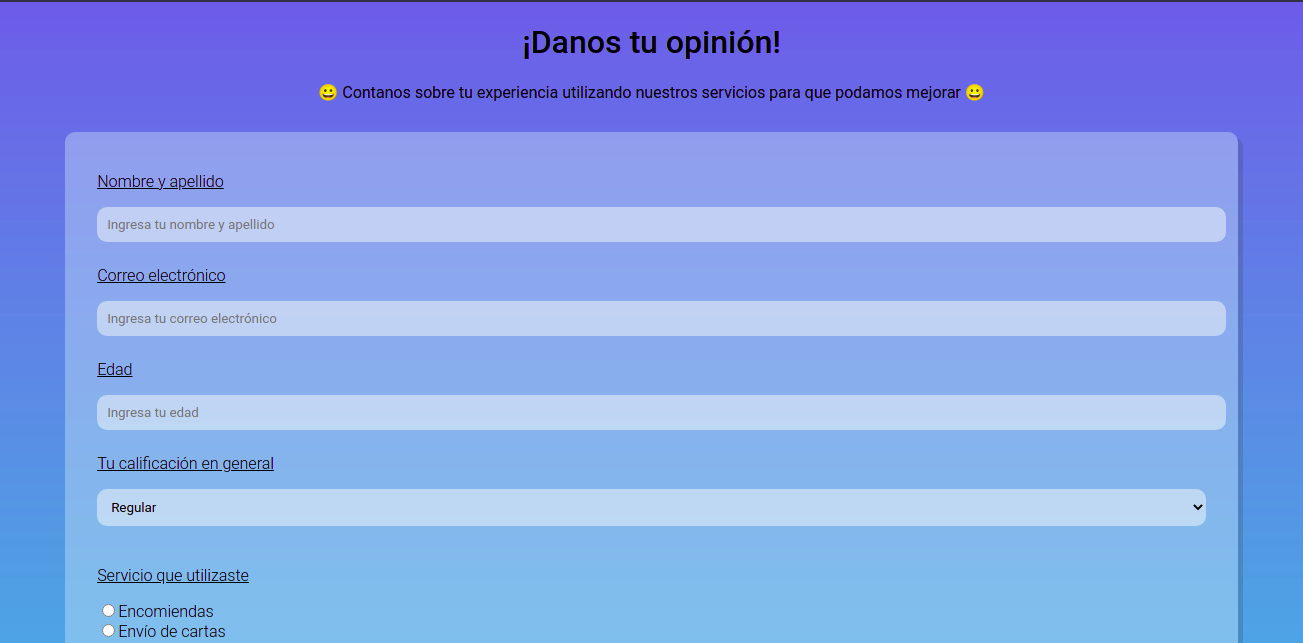 ¡Danos tu opinión!
😀 Contanos sobre tu experiencia utilizando nuestros servicios para que podamos mejorar 😀
Nombre y apellido
Ingresa tu nombre y apellido
Correo electrónico
Ingresa tu correo electrónico
Edad
Ingresa tu edad
Tu calificación en general
Regular
Servicio que utilizaste
Encomiendas
Envío de cartas